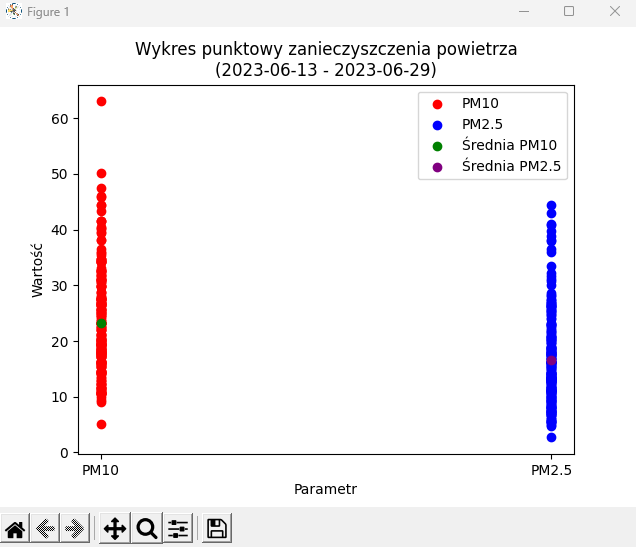 Figure 1
Wykres punktowy zanieczyszczenia powietrza
(2023-06-13 - 2023-06-29)
PM10
PM2.5
Średnia PM10
Średnia PM2.5
60
50
40
30
20
10
0
Wartość
PM10
PM2.5
Parametr